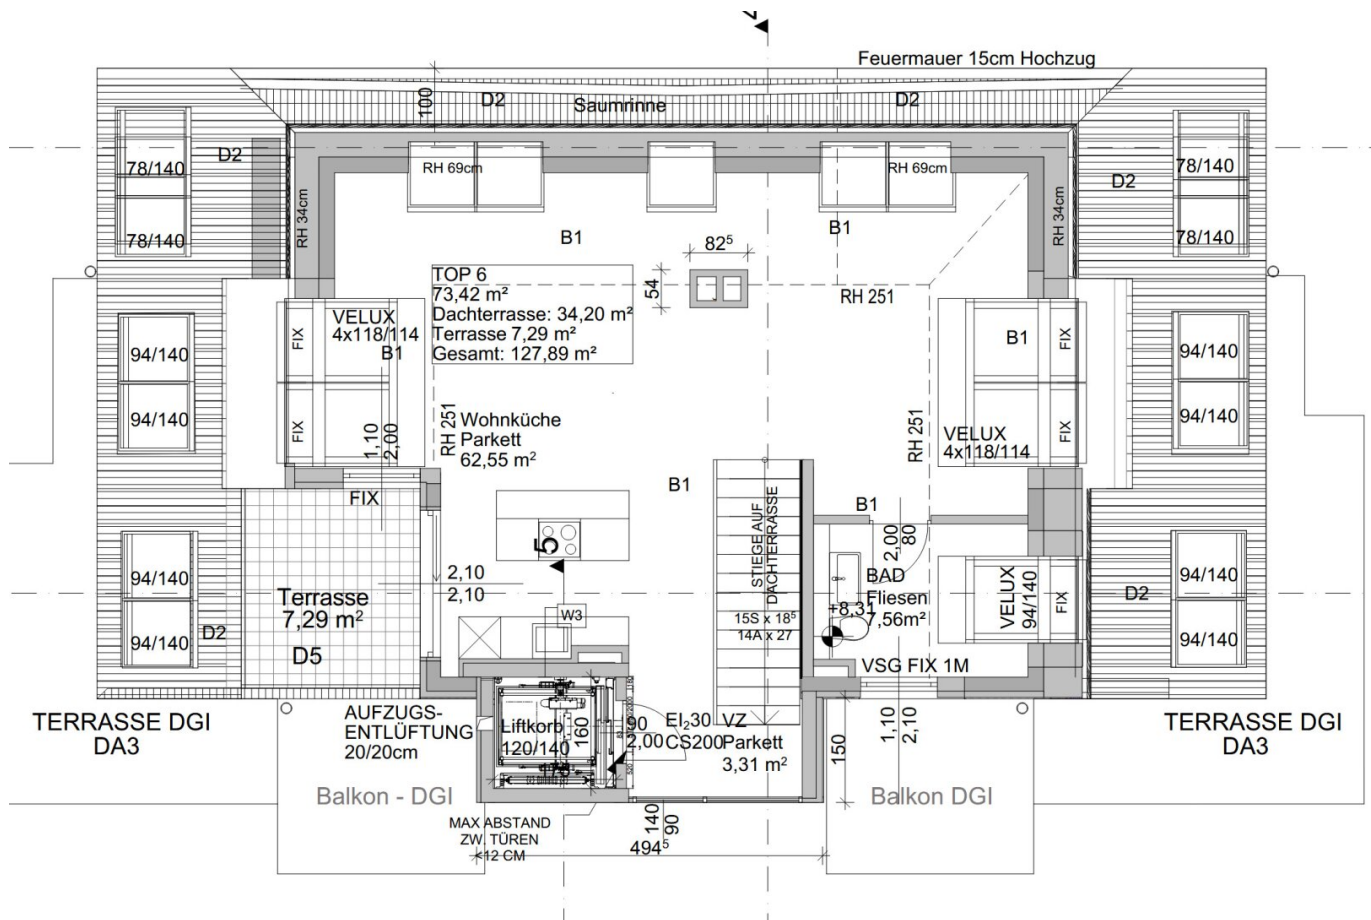 Feuermauer 15cm Hochzug
D2
Saumrinne
D2
100
78/140
D2
RH 69cm
RH 69cm
78/140
D2
RH 34cm
RH 34cm
78/140
78/140
B1
B1
82⁵
54
TOP 6
73,42 m²
Dachterrasse: 34,20 m²
Terrasse 7,29 m²
Gesamt: 127,89 m²
RH 251
VELUX
4x118/114
B1
FIX
FIX
B1
FIX
FIX
94/140
94/140
94/140
94/140
1,10
2,00
RH 251
Wohnküche
Parkett
62,55 m²
RH 251
VELUX
4x118/114
FIX
B1
B1
STIEGE AUF
DACHTERRASSE
2,00
80
5
2,10
2,10
BAD
Fliesen
7,56m²
+8,31
VELUX
94/140
FIX
94/140
94/140
D2
Terrasse
7,29 m²
D5
W3
15S x 18⁵
14A x 27
94/140
94/140
D2
VSG FIX 1M
TERRASSE DGI
DA3
AUFZUGS-
ENTLÜFTUNG
20/20cm
Liftkorb
120/140
160
175
90
2,00
EI₂30
CS200
VZ
Parkett
3,31 m²
150
1,10
2,10
TERRASSE DGI
DA3
Balkon - DGI
Balkon DGI
MAX ABSTAND
ZW. TÜREN
<12 CM
140
90
494⁵